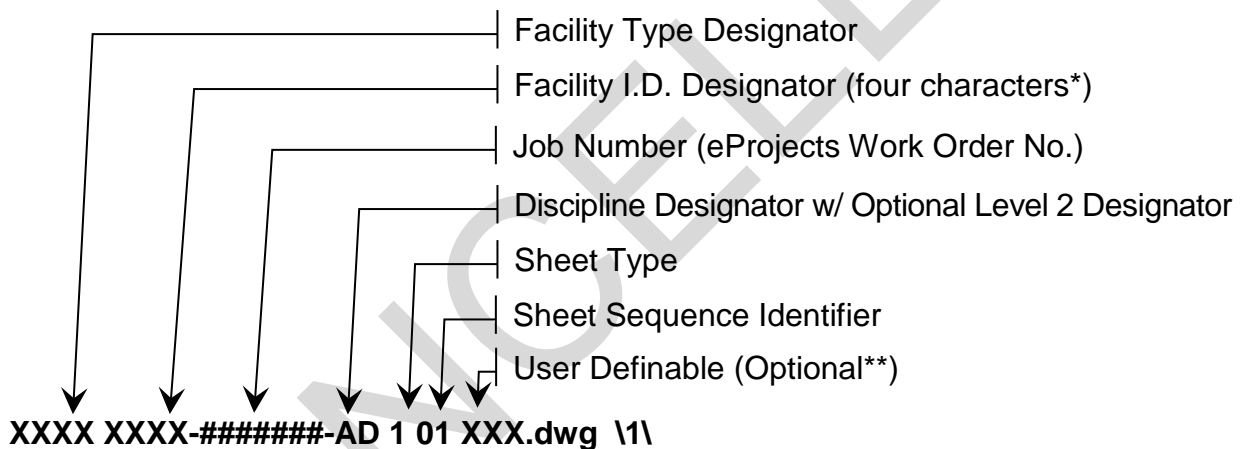 Facility Type Designator
Facility I.D. Designator (four characters*)
Job Number (eProjects Work Order No.)
Discipline Designator w/ Optional Level 2 Designator
Sheet Type
Sheet Sequence Identifier
User Definable (Optional**)
XXXX XXXX-#######-AD 1 01 XXX.dwg \1\